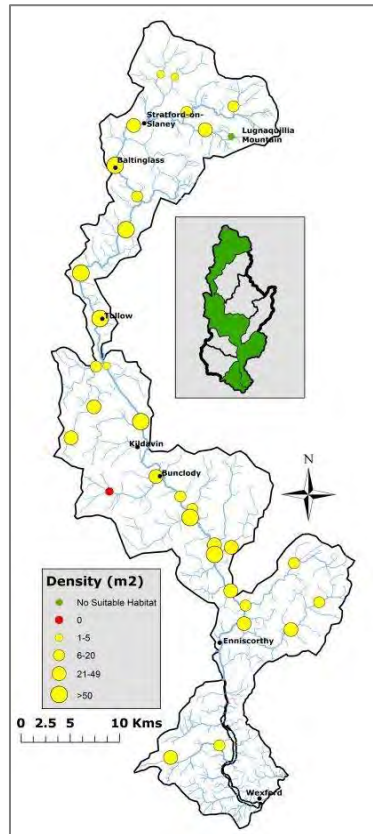 Stratford-on-
Slaney
Lugnaquillia
Mountain
Baltinglass
Tullow
Kildavin
Bunclody
N
Density (m2)
No Suitable Habitat
0
1-5
6-20
21-49
>50
Enniscorthy
0 2.5 5 10 Kms
Wexford